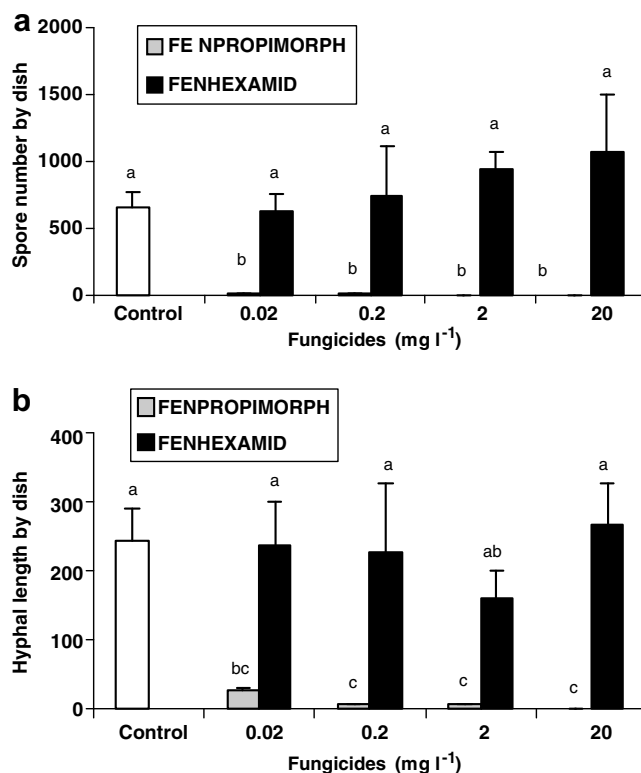 a
FE NPROPIMORPH
FENHEXAMID
Spore number by dish
2000
1500
1000
500
0
a
b
a
b
a
b
a
b
a
Control
0.02
0.2
2
20
Fungicides (mg l-1)
b
FENPROPIMORPH
FENHEXAMID
Hyphal length by dish
400
300
200
100
0
a
bc
a
c
a
c
ab
c
a
Control
0.02
0.2
2
20
Fungicides (mg l-1)